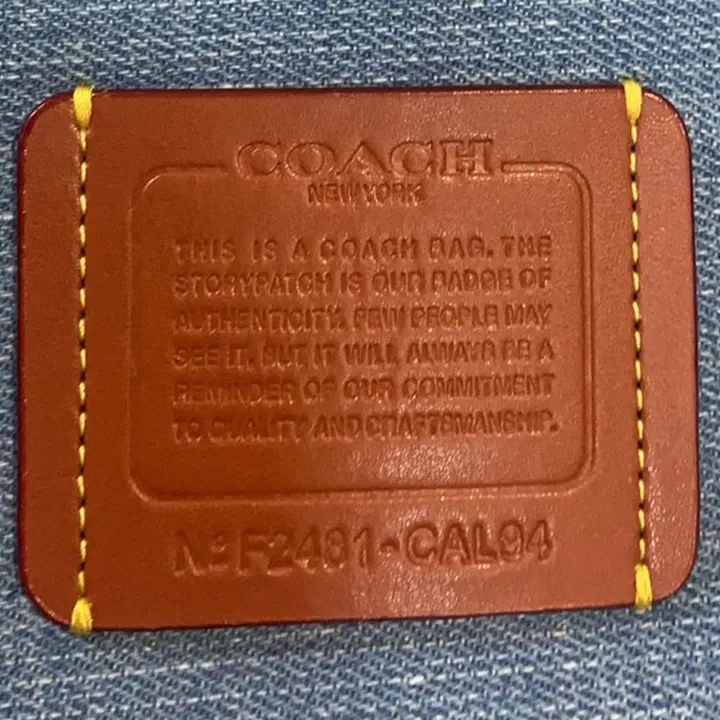 COACH
NEW YORK
THIS IS A COACH BAG. THE
STORYPATCH IS OUR BADGE OF
AUTHENTICITY. FEW PEOPLE MAY
SEE IT. BUT IT WILL ALWAYS BE A
REMINDER OF OUR COMMITMENT
TO QUALITY AND CRAFTSMANSHIP.
Nº F2481-CAL94